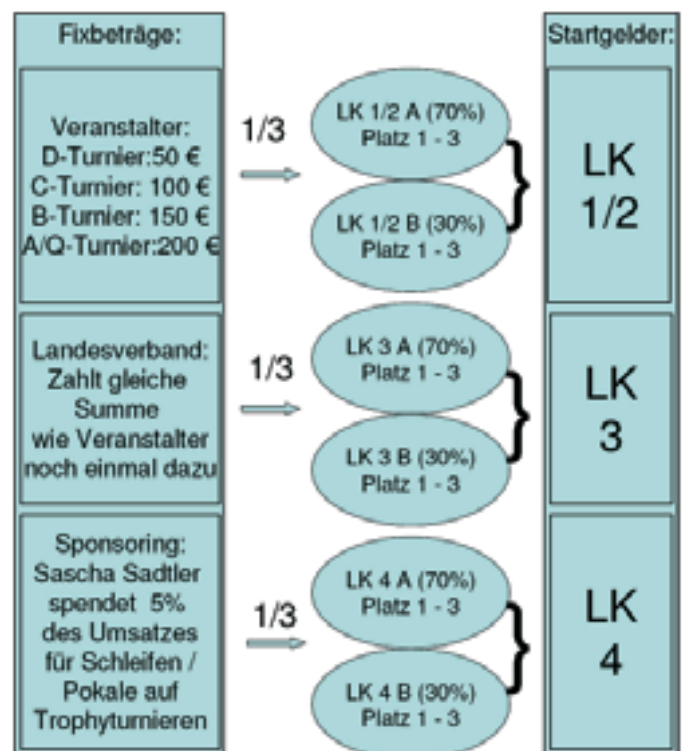 Fixbeträge:
Veranstalter:
D-Turnier:50 €
C-Turnier: 100 €
B-Turnier: 150 €
A/Q-Turnier:200 €
Landesverband:
Zahlt gleiche
Summe
wie Veranstalter
noch einmal dazu
Sponsoring:
Sascha Sadtler
spendet 5%
des Umsatzes
für Schleifen /
Pokale auf
Trophyturnieren
1/3
1/3
1/3
LK 1/2 A (70%)
Platz 1 - 3
LK 1/2 B (30%)
Platz 1 - 3
LK 3 A (70%)
Platz 1 - 3
LK 3 B (30%)
Platz 1 - 3
LK 4 A (70%)
Platz 1 - 3
LK 4 B (30%)
Platz 1 - 3
Startgelder:
LK
1/2
LK
3
LK
4